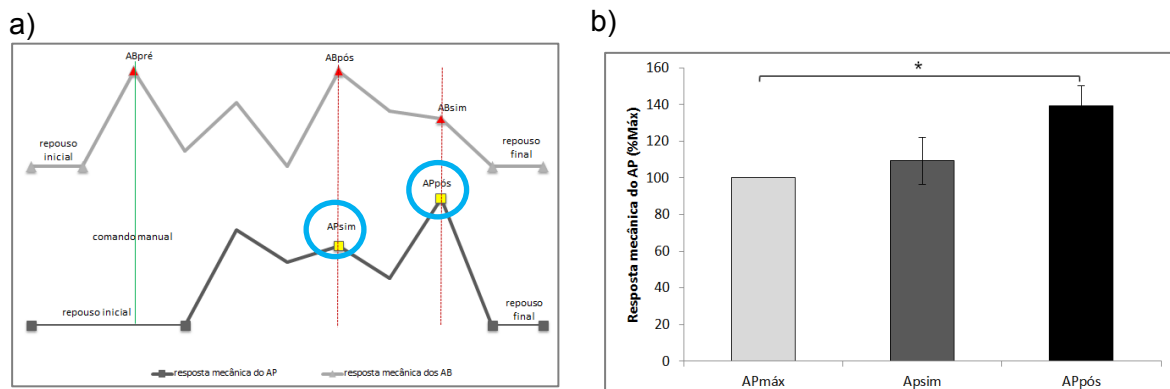 a)
ABpré
ABpós
ABsim
repouso
inicial
repouso
final
APpós
APsim
comando manual
repouso inicial
repouso
final
resposta mecânica do AP
resposta mecânica dos AB
b)
Resposta mecânica do AP (%Máx)
160
140
120
100
80
60
40
20
0
*
APmáx
Apsim
APpós